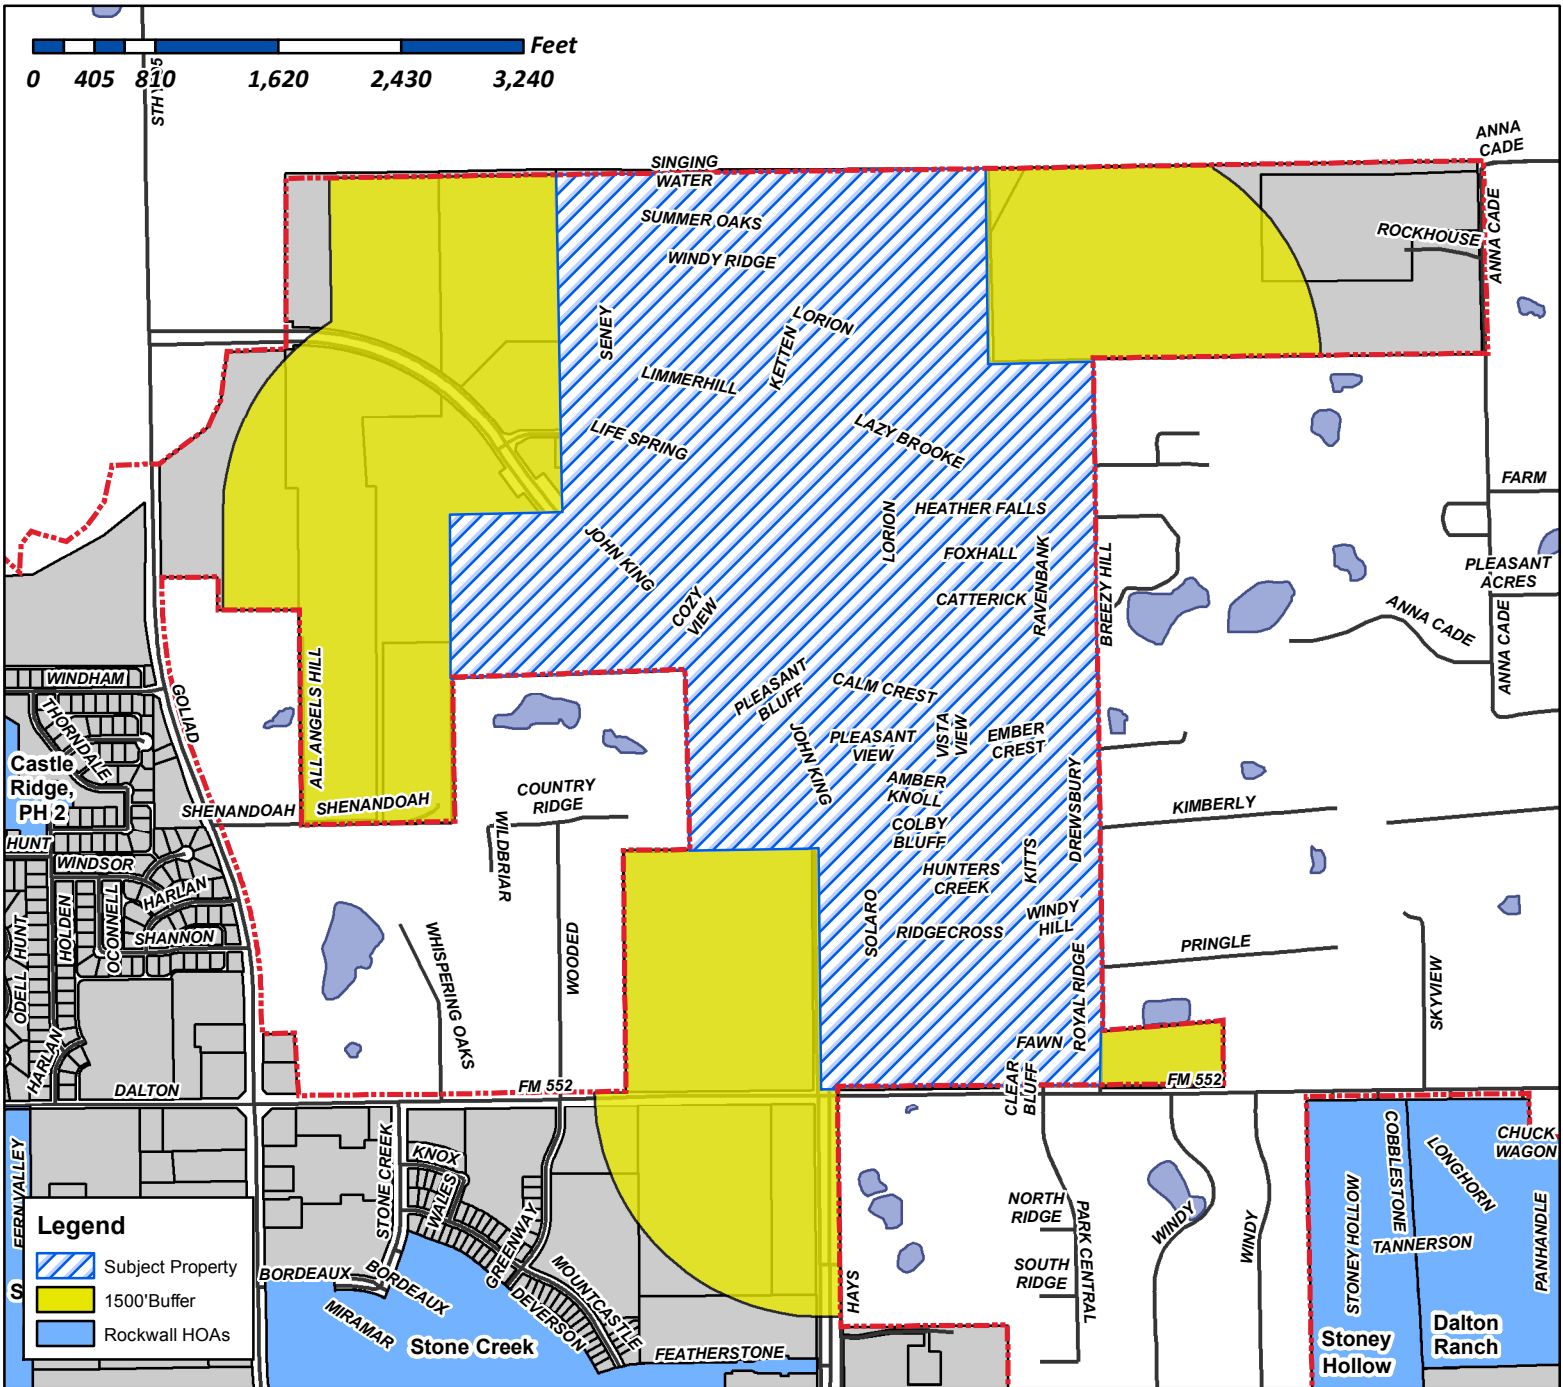 Feet
0 405 810 1,620 2,430 3,240
ANNA
CADE
SINGING
WATER
SUMMER OAKS
WINDY RIDGE
ROCKHOUSE
ANNA CADE
SENEY
LORION
KETTEN
LIMMERHILL
LIFE SPRING
LAZY BROOKE
FARM
HEATHER FALLS
LORION
FOXHALL
RAVENBANK
BREEZY HILL
JOHN KING
CATTERICK
COZY
VIEW
PLEASANT
ACRES
ANNA CADE
ANNA CADE
WINDHAM
GOLIAD
ALL ANGELS HILL
PLEASANT
BLUFF
CALM CREST
THORNDALE
Castle
Ridge,
PH 2
JOHN KING
PLEASANT
VIEW
VISTA
VIEW
EMBER
CREST
DREWSBURY
SHENANDOAH
SHENANDOAH
COUNTRY
RIDGE
AMBER
KNOLL
KIMBERLY
HUNT
WINDSOR
WILDBRIAR
COLBY
BLUFF
KITTS
HARLAN
HOLDEN
OCONNELL
HUNTERS
CREEK
SHANNON
ODELL
HUNT
WHISPERING OAKS
WOODED
SOLARO
RIDGECROSS
WINDY
HILL
PRINGLE
ROYAL RIDGE
SKYVIEW
HARLAN
FAWN
DALTON
FM 552
CLEAR
BLUFF
FM 552
FERNVALLEY
STONE CREEK
KNOX
WALES
GREENWAY
CHUCK
WAGON
COBBLESTONE
LONGHORN
NORTH
RIDGE
PARK CENTRAL
WINDY
WINDY
STONEY HOLLOW
TANNERSON
PANHANDLE
Legend
Subject Property
1500'Buffer
Rockwall HOAs
S
BORDEAUX
BORDEAUX
MIRAMAR
MOUNTCASTLE
DEVERSON
HAYS
SOUTH
RIDGE
Stone Creek
FEATHERSTONE
Stoney
Hollow
Dalton
Ranch